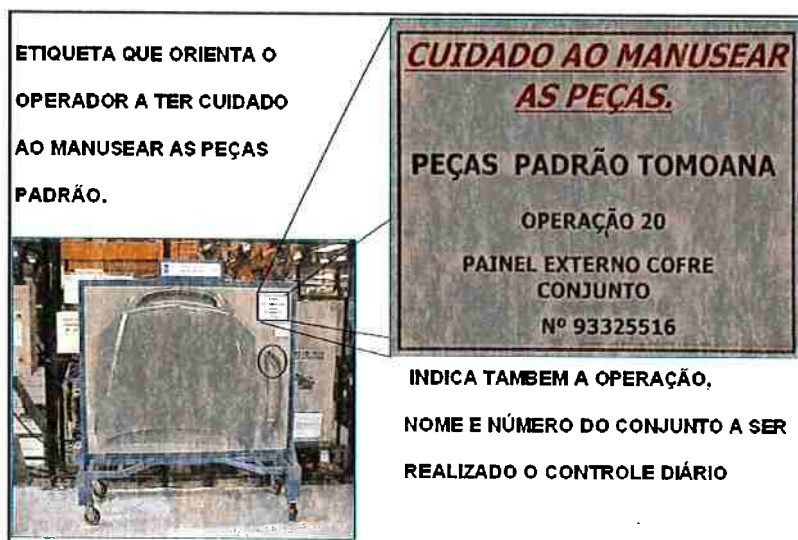 ETIQUETA QUE ORIENTA O
OPERADOR A TER CUIDADO
AO MANUSEAR AS PEÇAS
PADRÃO.
CUIDADO AO MANUSEAR
AS PEÇAS.
PEÇAS PADRÃO TOMOANA
OPERAÇÃO 20
PAINEL EXTERNO COFRE
CONJUNTO
Nº 93325516
INDICA TAMBEM A OPERAÇÃO,
NOME E NÚMERO DO CONJUNTO A SER
REALIZADO O CONTROLE DIÁRIO